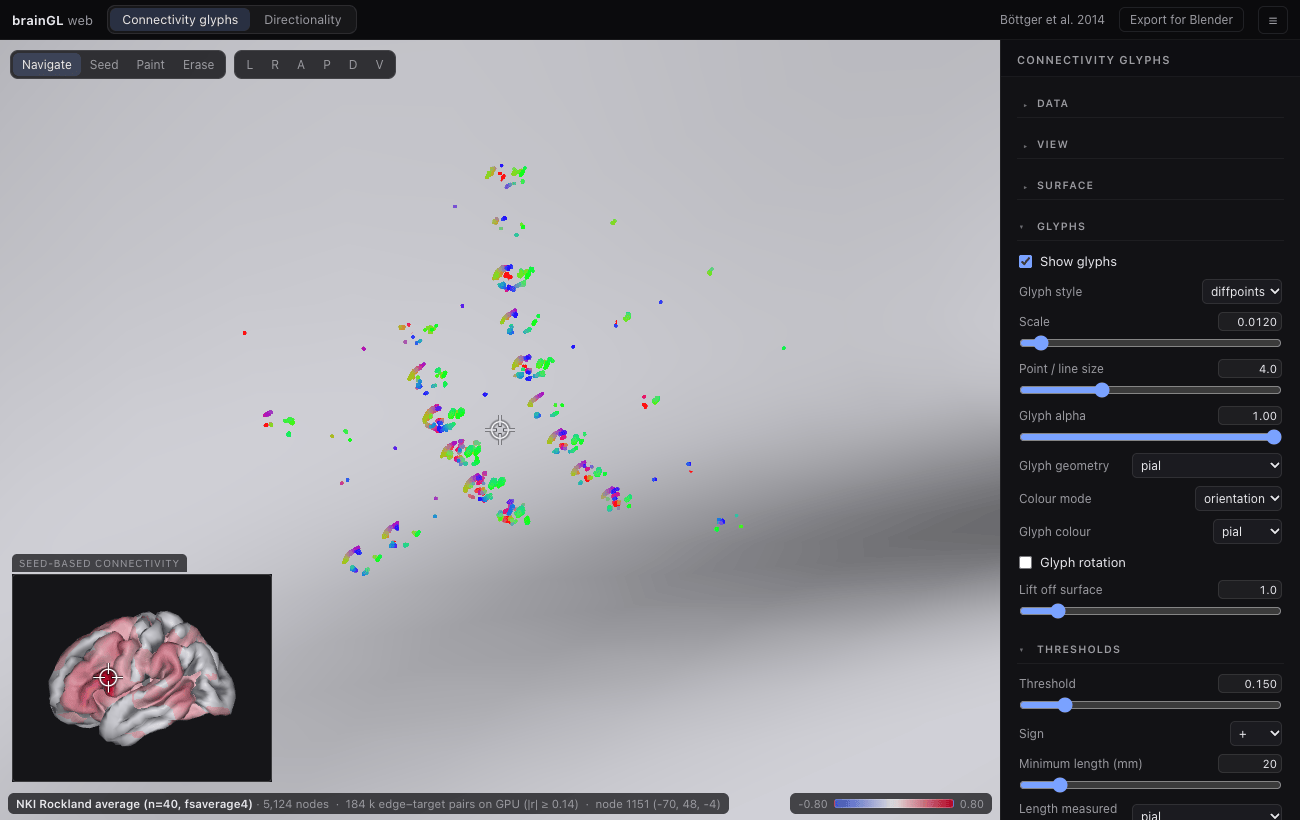 brainGL web
Connectivity glyphs
Directionality
Böttger et al. 2014
Export for Blender
Navigate Seed Paint Erase
L R A P D V
CONNECTIVITY GLYPHS
DATA
VIEW
SURFACE
GLYPHS
Show glyphs
Glyph style diffpoints
Scale 0.0120
Point / line size 4.0
Glyph alpha 1.00
Glyph geometry pial
Colour mode orientation
Glyph colour pial
Glyph rotation
Lift off surface 1.0
THRESHOLDS
Threshold 0.150
Sign +
Minimum length (mm) 20
Length measured pial
SEED-BASED CONNECTIVITY
NKI Rockland average (n=40, fsaverage4) · 5,124 nodes · 184 k edge–target pairs on GPU (|r| ≥ 0.14) · node 1151 (-70, 48, -4)
-0.80 0.80